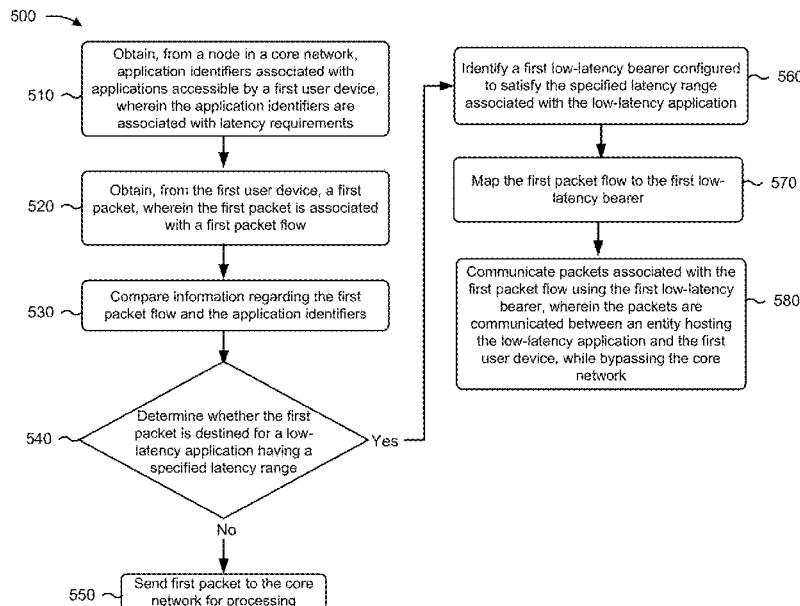 500
510
Obtain, from a node in a core network,
application identifiers associated with
applications accessible by a first user device,
wherein the application identifiers are
associated with latency requirements
520
Obtain, from the first user device, a first
packet, wherein the first packet is associated
with a first packet flow
530
Compare information regarding the first
packet flow and the application identifiers
540
Determine whether the first
packet is destined for a low-
latency application having a
specified latency range
Yes
No
550
Send first packet to the core
network for processing
Identify a first low-latency bearer configured
to satisfy the specified latency range
associated with the low-latency application
560
Map the first packet flow to the first low-
latency bearer
570
Communicate packets associated with the
first packet flow using the first low-latency
bearer, wherein the packets are
communicated between an entity hosting
the low-latency application and the first
user device, while bypassing the core
network
580